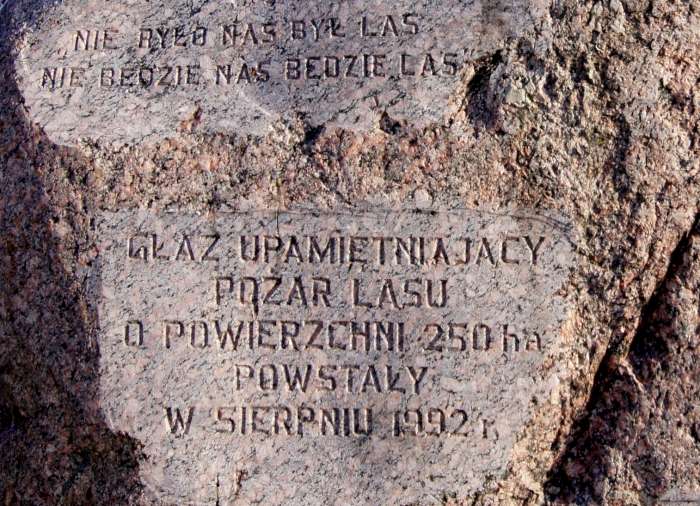 „NIE BYŁO NAS BYŁ LAS
NIE BĘDZIE NAS BĘDZIE LAS”
GŁAZ UPAMIĘTNIAJĄCY
POŻAR LASU
O POWIERZCHNI 250 ha
POWSTAŁY
W SIERPNIU 1992 r.